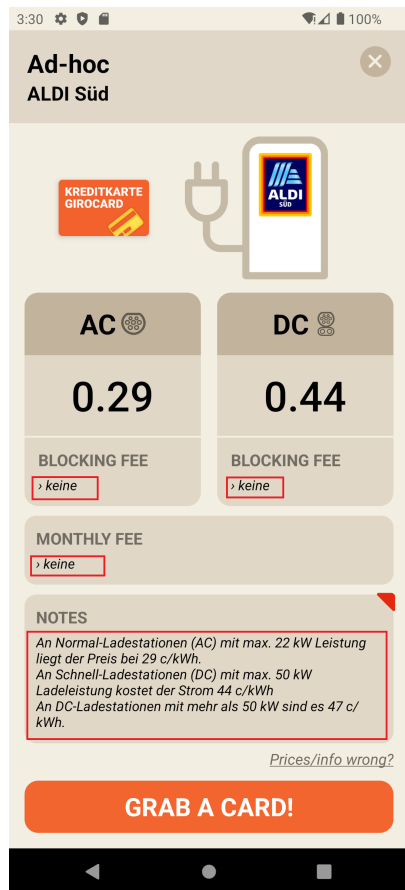 3:30 100%
Ad-hoc
ALDI Süd
KREDITKARTE
GIROCARD
ALDI
SÜD
AC DC
0.29 0.44
BLOCKING FEE BLOCKING FEE
› keine › keine
MONTHLY FEE
› keine
NOTES
An Normal-Ladestationen (AC) mit max. 22 kW Leistung
liegt der Preis bei 29 c/kWh.
An Schnell-Ladestationen (DC) mit max. 50 kW
Ladeleistung kostet der Strom 44 c/kWh
An DC-Ladestationen mit mehr als 50 kW sind es 47 c/
kWh.
Prices/info wrong?
GRAB A CARD!